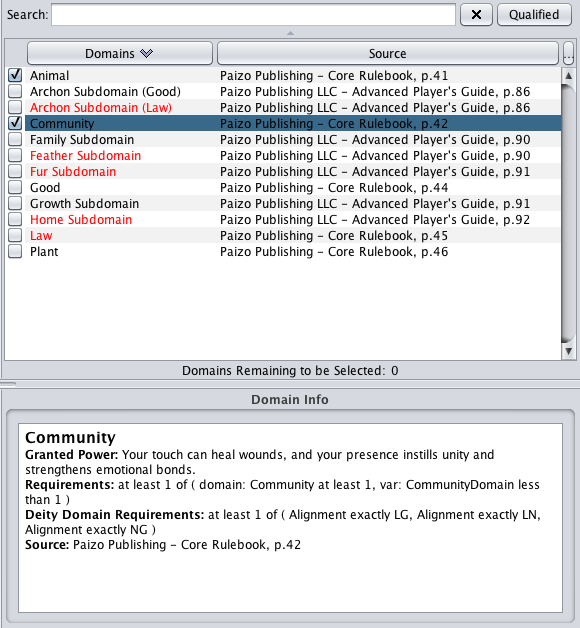 Search: Qualified
Domains Source ...
Animal Paizo Publishing - Core Rulebook, p.41
Archon Subdomain (Good) Paizo Publishing LLC - Advanced Player's Guide, p.86
Archon Subdomain (Law) Paizo Publishing LLC - Advanced Player's Guide, p.86
Community Paizo Publishing - Core Rulebook, p.42
Family Subdomain Paizo Publishing LLC - Advanced Player's Guide, p.90
Feather Subdomain Paizo Publishing LLC - Advanced Player's Guide, p.90
Fur Subdomain Paizo Publishing LLC - Advanced Player's Guide, p.91
Good Paizo Publishing - Core Rulebook, p.44
Growth Subdomain Paizo Publishing LLC - Advanced Player's Guide, p.91
Home Subdomain Paizo Publishing LLC - Advanced Player's Guide, p.92
Law Paizo Publishing - Core Rulebook, p.45
Plant Paizo Publishing - Core Rulebook, p.46
Domains Remaining to be Selected: 0
Domain Info
Community
Granted Power: Your touch can heal wounds, and your presence instills unity and
strengthens emotional bonds.
Requirements: at least 1 of ( domain: Community at least 1, var: CommunityDomain less
than 1 )
Deity Domain Requirements: at least 1 of ( Alignment exactly LG, Alignment exactly LN,
Alignment exactly NG )
Source: Paizo Publishing - Core Rulebook, p.42